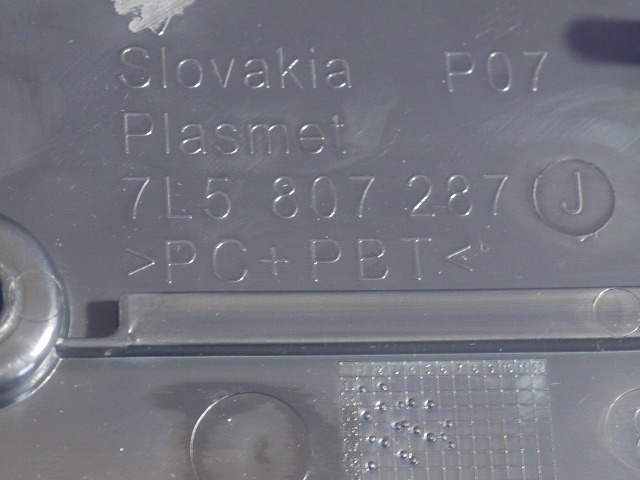 Slovakia P07
Plasmet
7L5 807 287 J
>PC+PBT<